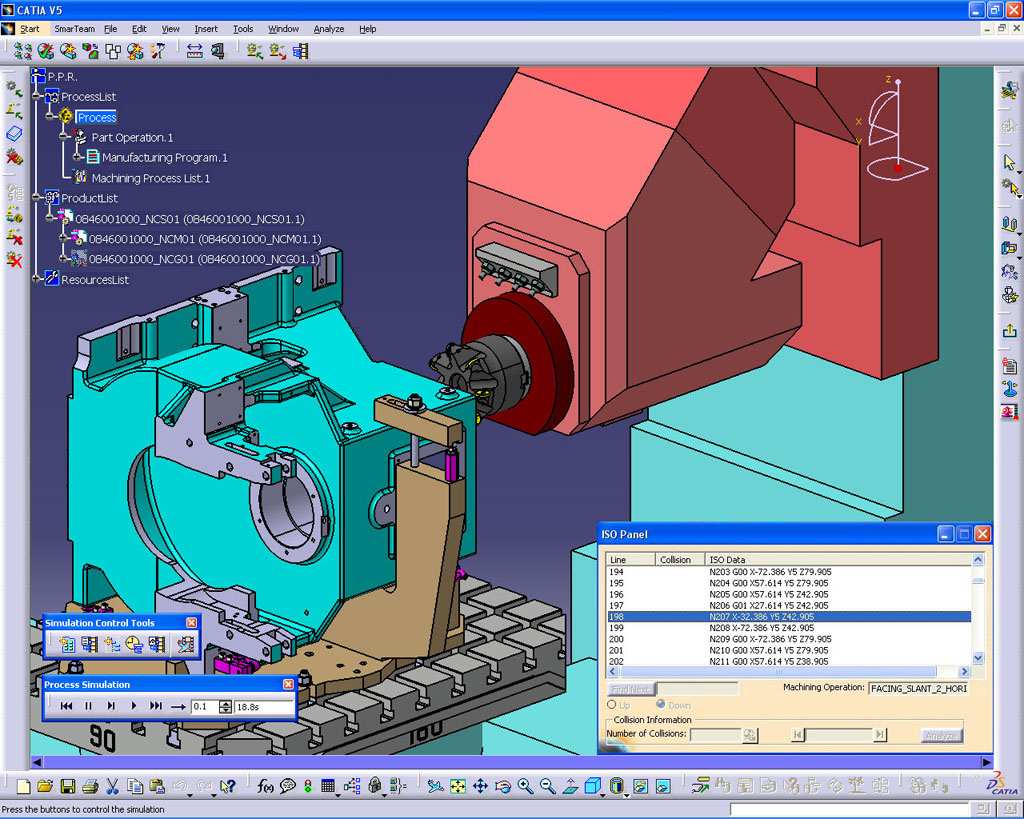 CATIA V5
Start SmarTeam File Edit View Insert Tools Window Analyze Help
P.P.R.
ProcessList
Process
Part Operation.1
Manufacturing Program.1
Machining Process List.1
ProductList
0846001000_NCS01 (0846001000_NCS01.1)
0846001000_NCM01 (0846001000_NCM01.1)
0846001000_NCG01 (0846001000_NCG01.1)
ResourcesList
z
x
y
ISO Panel
Line Collision ISO Data
194 N203 G00 X-72.386 Y5 Z79.905
195 N204 G00 X57.614 Y5 Z79.905
196 N205 G00 X57.614 Y5 Z42.905
197 N206 G01 X27.614 Y5 Z42.905
198 N207 X-32.386 Y5 Z42.905
199 N208 X-72.386 Y5 Z42.905
200 N209 G00 X-72.386 Y5 Z79.905
201 N210 G00 X57.614 Y5 Z79.905
202 N211 G00 X57.614 Y5 Z38.905
Find Next Machining Operation: FACING_SLANT_2_HORI
Up Down
Collision Information
Number of Collisions: Analyze
Simulation Control Tools
Process Simulation
0.1 18.8s
90
180
f(x)
CATIA
Press the buttons to control the simulation